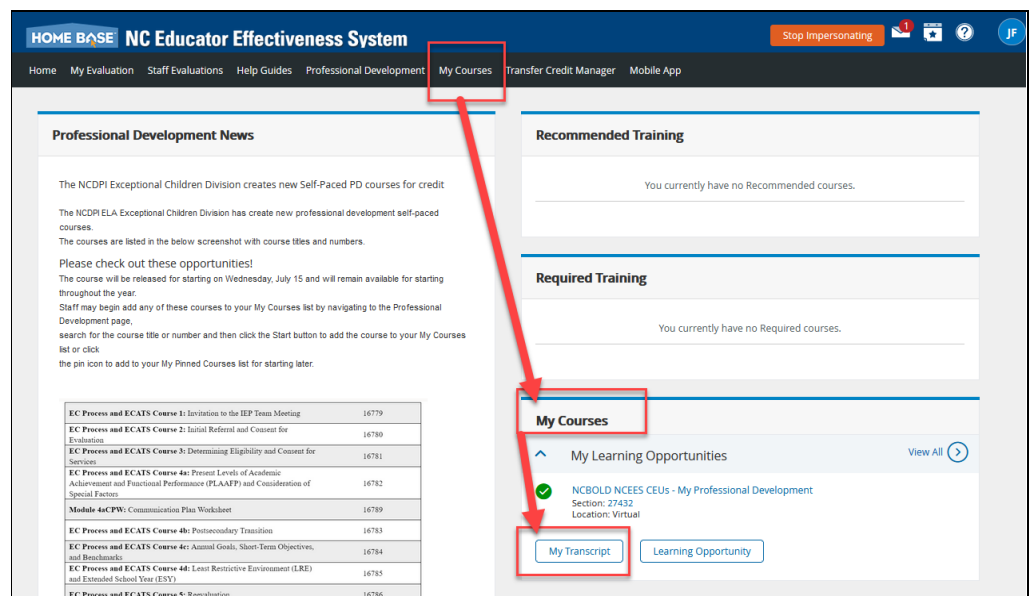 HOME BASE NC Educator Effectiveness System
Stop Impersonating
1
JF
Home My Evaluation Staff Evaluations Help Guides Professional Development My Courses Transfer Credit Manager Mobile App
Professional Development News
The NCDPI Exceptional Children Division creates new Self-Paced PD courses for credit
The NCDPI ELA Exceptional Children Division has create new professional development self-paced
courses.
The courses are listed in the below screenshot with course titles and numbers.
Please check out these opportunities!
The course will be released for starting on Wednesday, July 15 and will remain available for starting
throughout the year.
Staff may begin add any of these courses to your My Courses list by navigating to the Professional
Development page,
search for the course title or number and then click the Start button to add the course to your My Courses
list or click
the pin icon to add to your My Pinned Courses list for starting later.
EC Process and ECATS Course 1: Invitation to the IEP Team Meeting 16779
EC Process and ECATS Course 2: Initial Referral and Consent for
Evaluation 16780
EC Process and ECATS Course 3: Determining Eligibility and Consent for
Services 16781
EC Process and ECATS Course 4a: Present Levels of Academic
Achievement and Functional Performance (PLAAFP) and Consideration of
Special Factors 16782
Module 4aCPW: Communication Plan Worksheet 16789
EC Process and ECATS Course 4b: Postsecondary Transition 16783
EC Process and ECATS Course 4c: Annual Goals, Short-Term Objectives,
and Benchmarks 16784
EC Process and ECATS Course 4d: Least Restrictive Environment (LRE)
and Extended School Year (ESY) 16785
EC Process and ECATS Course 5: Reevaluation 16786
Recommended Training
You currently have no Recommended courses.
Required Training
You currently have no Required courses.
My Courses
My Learning Opportunities View All
NCBOLD NCEES CEUs - My Professional Development
Section: 27432
Location: Virtual
My Transcript Learning Opportunity